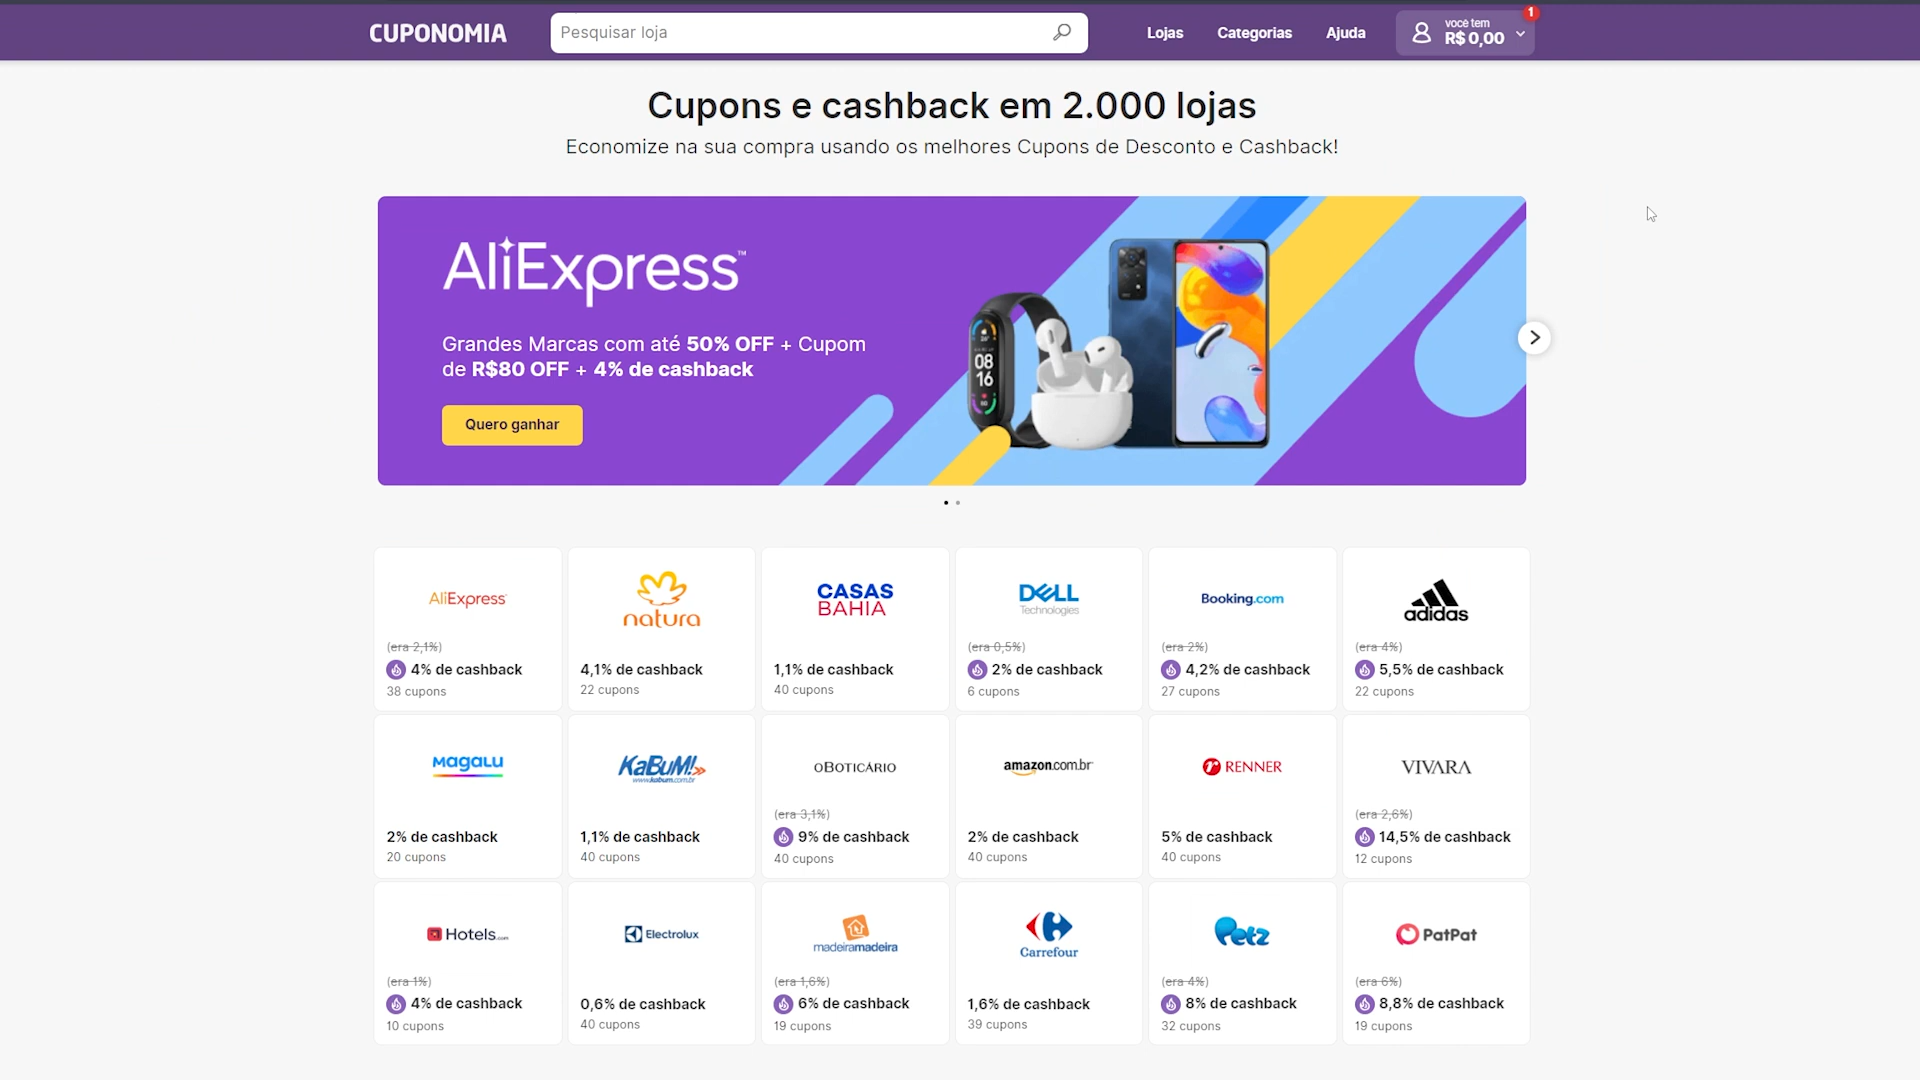 CUPONOMIA
Pesquisar loja
Lojas
Categorias
Ajuda
você tem
R$ 0,00
1
Cupons e cashback em 2.000 lojas
Economize na sua compra usando os melhores Cupons de Desconto e Cashback!
AliExpress™
Grandes Marcas com até 50% OFF + Cupom
de R$80 OFF + 4% de cashback
Quero ganhar
08
16
AliExpress
(era 2,1%)
4% de cashback
38 cupons
natura
4,1% de cashback
22 cupons
CASAS
BAHIA
1,1% de cashback
40 cupons
DELL
Technologies
(era 0,5%)
2% de cashback
6 cupons
Booking.com
(era 2%)
4,2% de cashback
27 cupons
adidas
(era 4%)
5,5% de cashback
22 cupons
Magalu
2% de cashback
20 cupons
KaBuM!
www.kabum.com.br
1,1% de cashback
40 cupons
oBOTICÁRIO
(era 3,1%)
9% de cashback
40 cupons
amazon.com.br
2% de cashback
40 cupons
RENNER
5% de cashback
40 cupons
VIVARA
(era 2,6%)
14,5% de cashback
12 cupons
Hotels.com
(era 1%)
4% de cashback
10 cupons
Electrolux
0,6% de cashback
40 cupons
madeiramadeira
(era 1,6%)
6% de cashback
19 cupons
Carrefour
1,6% de cashback
39 cupons
Petz
(era 4%)
8% de cashback
32 cupons
PatPat
(era 6%)
8,8% de cashback
19 cupons